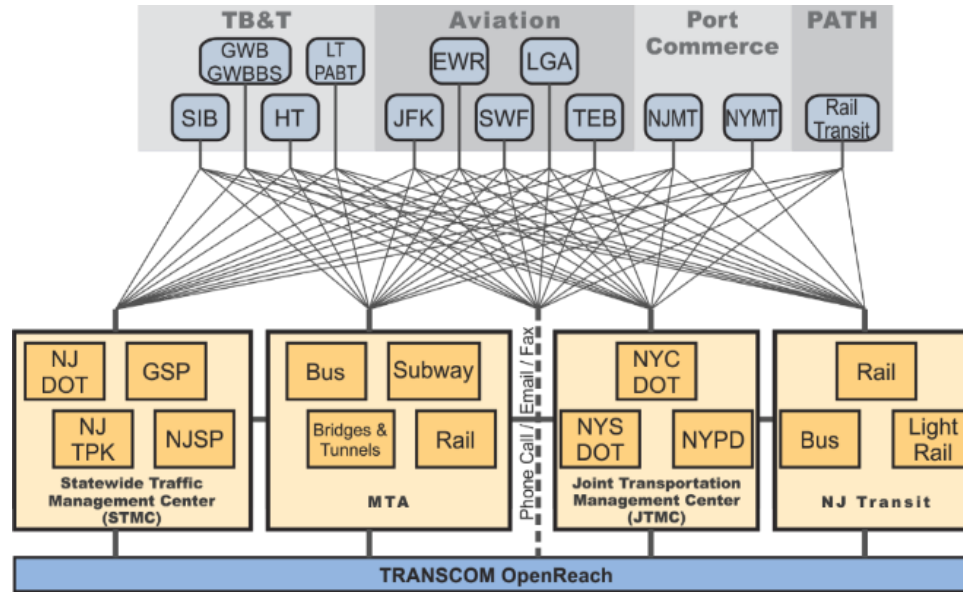 TB&T
Aviation
Port
Commerce
PATH
GWB
GWBBS
LT
PABT
EWR
LGA
SIB
HT
JFK
SWF
TEB
NJMT
NYMT
Rail
Transit
NJ
DOT
GSP
NJ
TPK
NJSP
Statewide Traffic
Management Center
(STMC)
Bus
Subway
Bridges &
Tunnels
Rail
MTA
Phone Call / Email / Fax
NYC
DOT
NYS
DOT
NYPD
Joint Transportation
Management Center
(JTMC)
Rail
Bus
Light
Rail
NJ Transit
TRANSCOM OpenReach